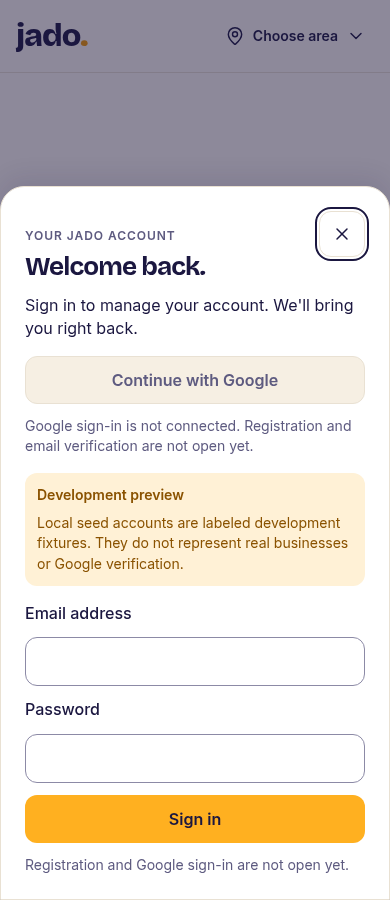 jado.
Choose area
YOUR JADO ACCOUNT
Welcome back.
Sign in to manage your account. We'll bring
you right back.
Continue with Google
Google sign-in is not connected. Registration and
email verification are not open yet.
Development preview
Local seed accounts are labeled development
fixtures. They do not represent real businesses
or Google verification.
Email address
Password
Sign in
Registration and Google sign-in are not open yet.